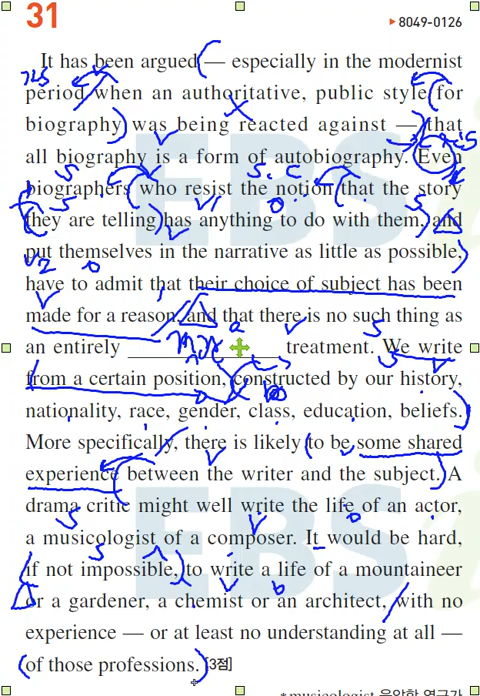 31
▶8049-0126
It has been argued — especially in the modernist
period when an authoritative, public style for
biography was being reacted against — that
all biography is a form of autobiography. Even
biographers who resist the notion that the story
they are telling has anything to do with them, and
put themselves in the narrative as little as possible,
have to admit that their choice of subject has been
made for a reason, and that there is no such thing as
an entirely ____________ treatment. We write
from a certain position, constructed by our history,
nationality, race, gender, class, education, beliefs.
More specifically, there is likely to be some shared
experience between the writer and the subject. A
drama critic might well write the life of an actor,
a musicologist of a composer. It would be hard,
if not impossible, to write a life of a mountaineer
or a gardener, a chemist or an architect, with no
experience — or at least no understanding at all —
of those professions. [3점]
* musicologist 음악학 연구가